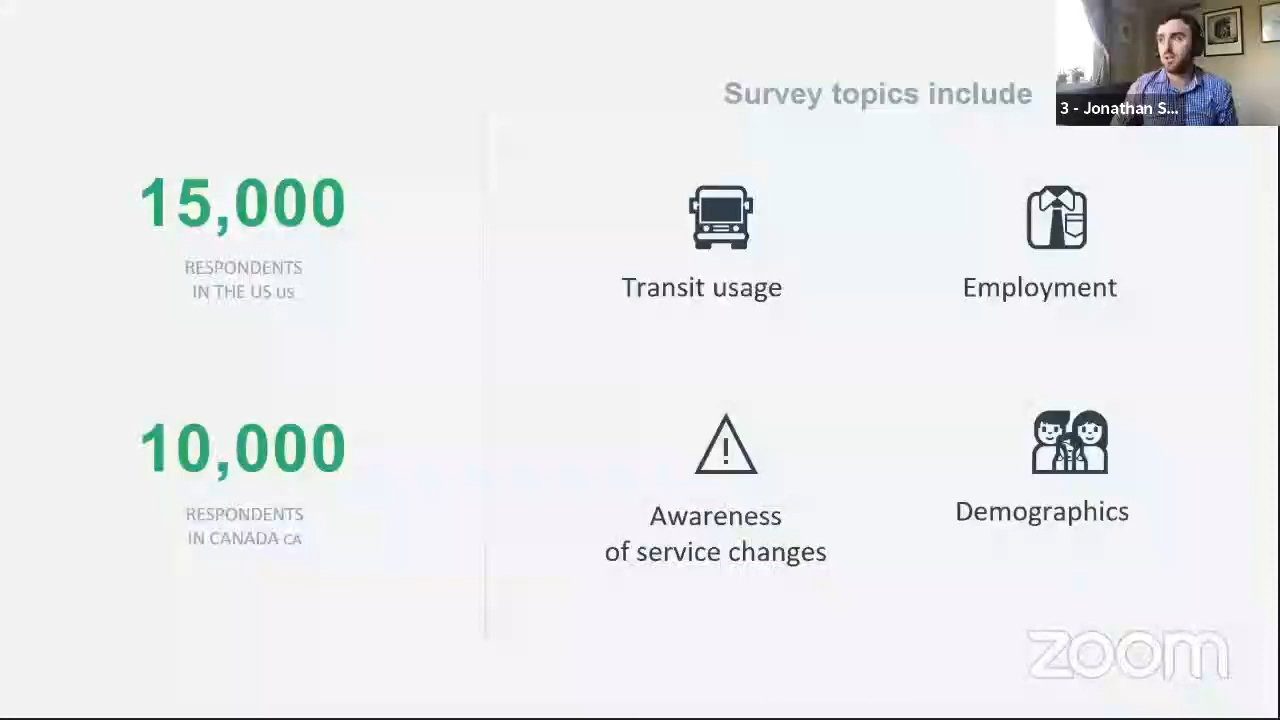 Survey topics include
3 - Jonathan S...
15,000
RESPONDENTS
IN THE US us
10,000
RESPONDENTS
IN CANADA CA
Transit usage
Employment
Awareness
of service changes
Demographics
zoom